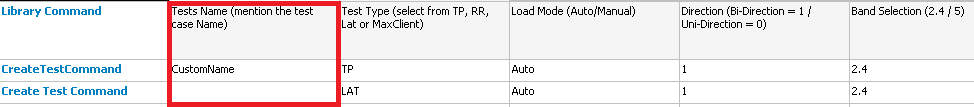 Library Command
Tests Name (mention the test
case Name)
Test Type (select from TP, RR,
Lat or MaxClient)
Load Mode (Auto/Manual)
Direction (Bi-Direction = 1 /
Uni-Direction = 0)
Band Selection (2.4 / 5)
CreateTestCommand CustomName TP Auto 1 2.4
Create Test Command LAT Auto 1 2.4